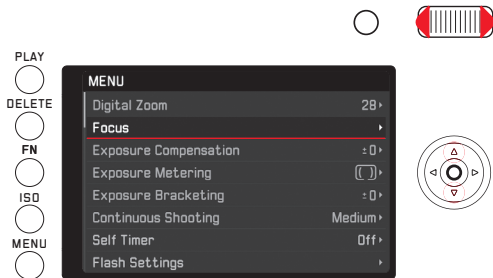 PLAY
DELETE
FN
ISO
MENU
MENU
Digital Zoom 28
Focus
Exposure Compensation ±0
Exposure Metering
Exposure Bracketing ±0
Continuous Shooting Medium
Self Timer Off
Flash Settings